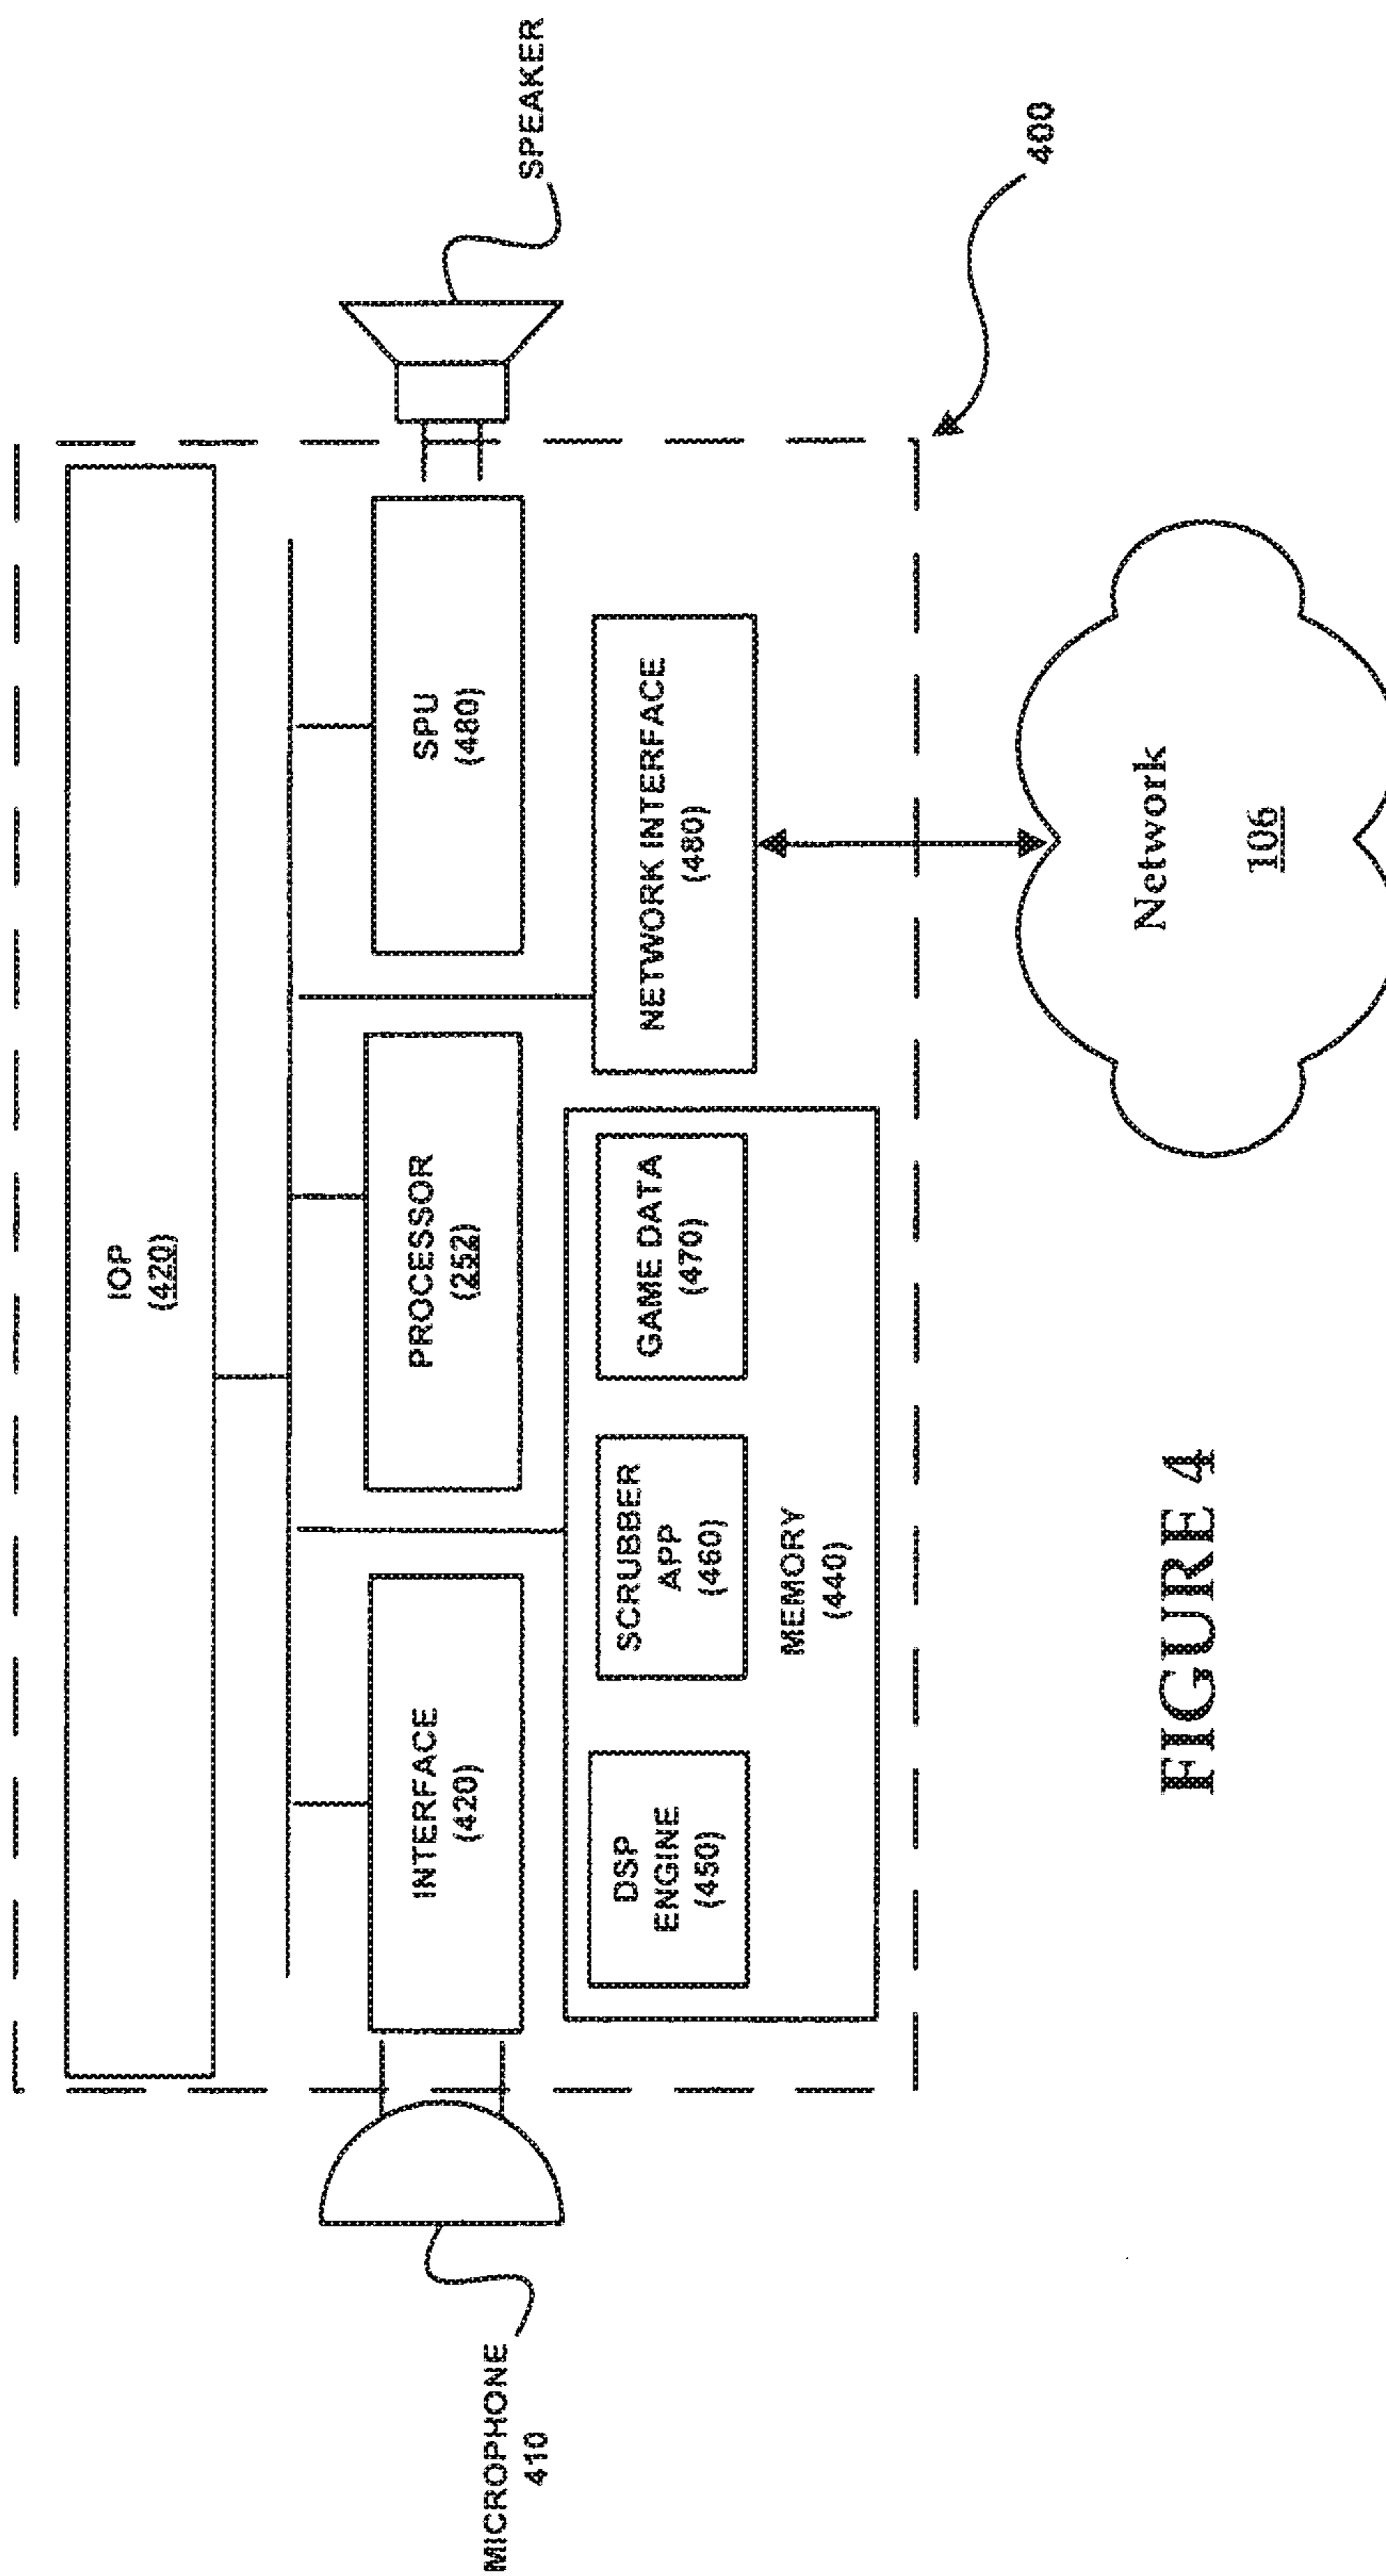 IOP
(420)
SPEAKER
MICROPHONE
410
INTERFACE
(420)
PROCESSOR
(252)
SPU
(480)
DSP
ENGINE
(450)
SCRUBBER
APP
(460)
GAME DATA
(470)
MEMORY
(440)
NETWORK INTERFACE
(480)
400
Network
106
FIGURE 4